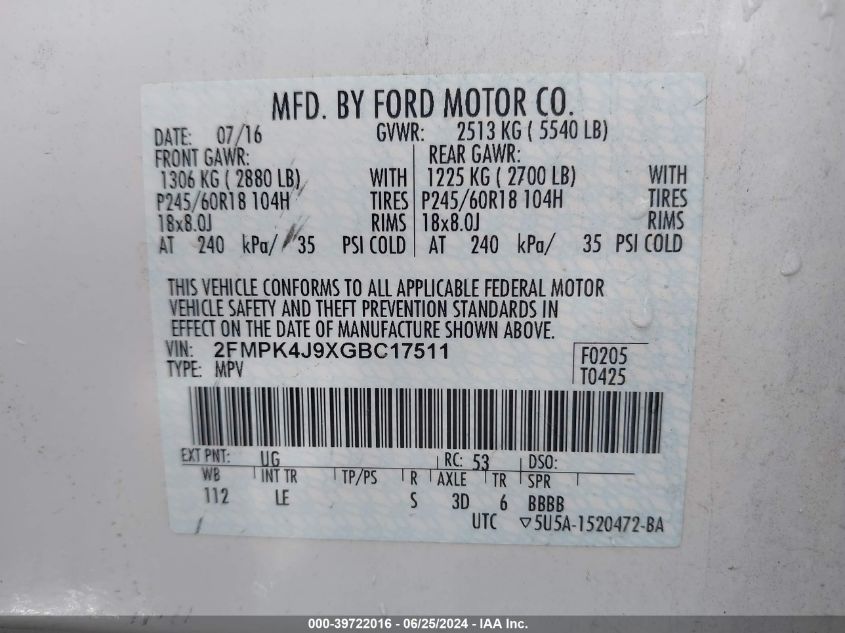 MFD. BY FORD MOTOR CO.
DATE: 07/16 GVWR: 2513 KG ( 5540 LB)
FRONT GAWR: REAR GAWR:
1306 KG ( 2880 LB) WITH 1225 KG ( 2700 LB) WITH
P245/60R18 104H TIRES P245/60R18 104H TIRES
18x8.0J RIMS 18x8.0J RIMS
AT 240 kPa/ 35 PSI COLD AT 240 kPa/ 35 PSI COLD
THIS VEHICLE CONFORMS TO ALL APPLICABLE FEDERAL MOTOR
VEHICLE SAFETY AND THEFT PREVENTION STANDARDS IN
EFFECT ON THE DATE OF MANUFACTURE SHOWN ABOVE.
VIN: 2FMPK4J9XGBC17511 F0205
TYPE: MPV T0425
EXT PNT: UG RC: 53 DSO:
WB INT TR TP/PS R AXLE TR SPR
112 LE S 3D 6 BBBB
UTC ▽5U5A-1520472-BA
000-39722016 - 06/25/2024 - IAA Inc.